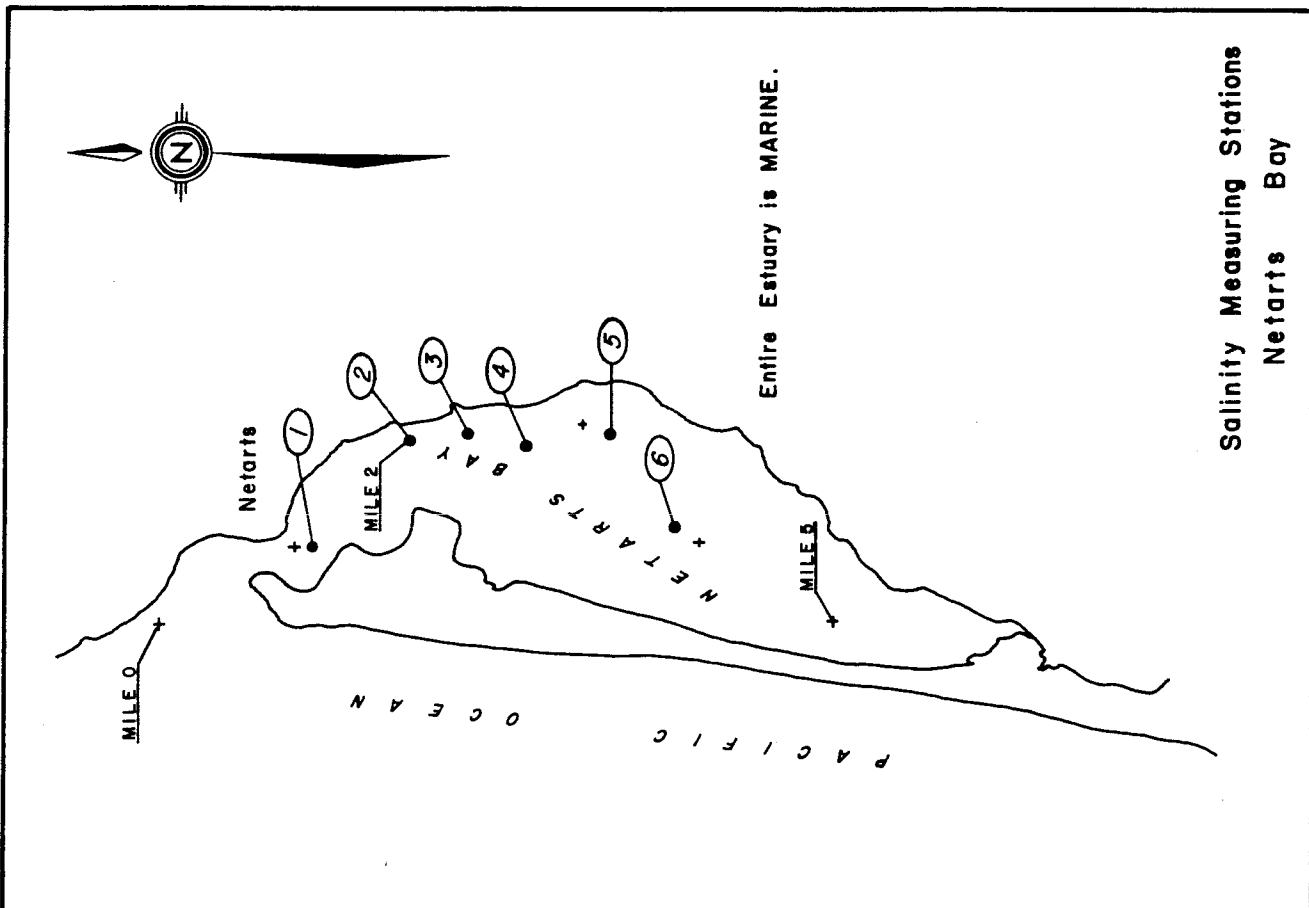 N
Netarts
MILE 0
1
MILE 2
2
3
4
5
6
MILE 5
NETARTS BAY
PACIFIC OCEAN
Entire Estuary is MARINE.
Salinity Measuring Stations
Netarts Bay